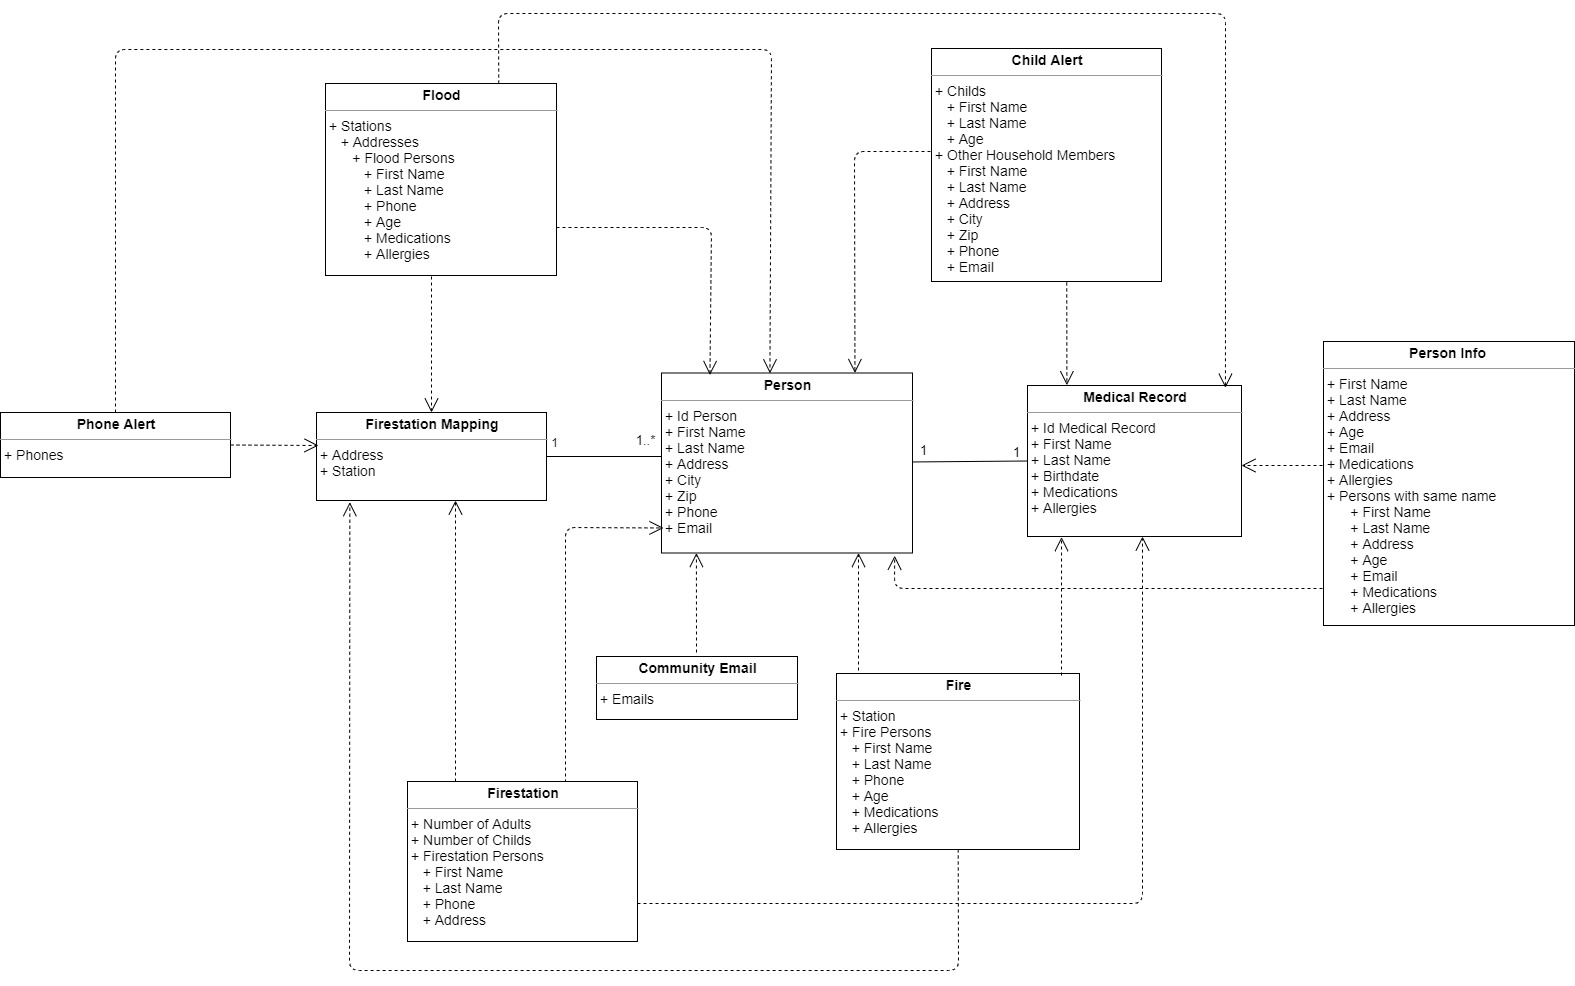 Flood
+ Stations
+ Addresses
+ Flood Persons
+ First Name
+ Last Name
+ Phone
+ Age
+ Medications
+ Allergies
Child Alert
+ Childs
+ First Name
+ Last Name
+ Age
+ Other Household Members
+ First Name
+ Last Name
+ Address
+ City
+ Zip
+ Phone
+ Email
Phone Alert
+ Phones
Firestation Mapping
+ Address
+ Station
1
1..*
Person
+ Id Person
+ First Name
+ Last Name
+ Address
+ City
+ Zip
+ Phone
+ Email
1
1
Medical Record
+ Id Medical Record
+ First Name
+ Last Name
+ Birthdate
+ Medications
+ Allergies
Person Info
+ First Name
+ Last Name
+ Address
+ Age
+ Email
+ Medications
+ Allergies
+ Persons with same name
+ First Name
+ Last Name
+ Address
+ Age
+ Email
+ Medications
+ Allergies
Community Email
+ Emails
Fire
+ Station
+ Fire Persons
+ First Name
+ Last Name
+ Phone
+ Age
+ Medications
+ Allergies
Firestation
+ Number of Adults
+ Number of Childs
+ Firestation Persons
+ First Name
+ Last Name
+ Phone
+ Address